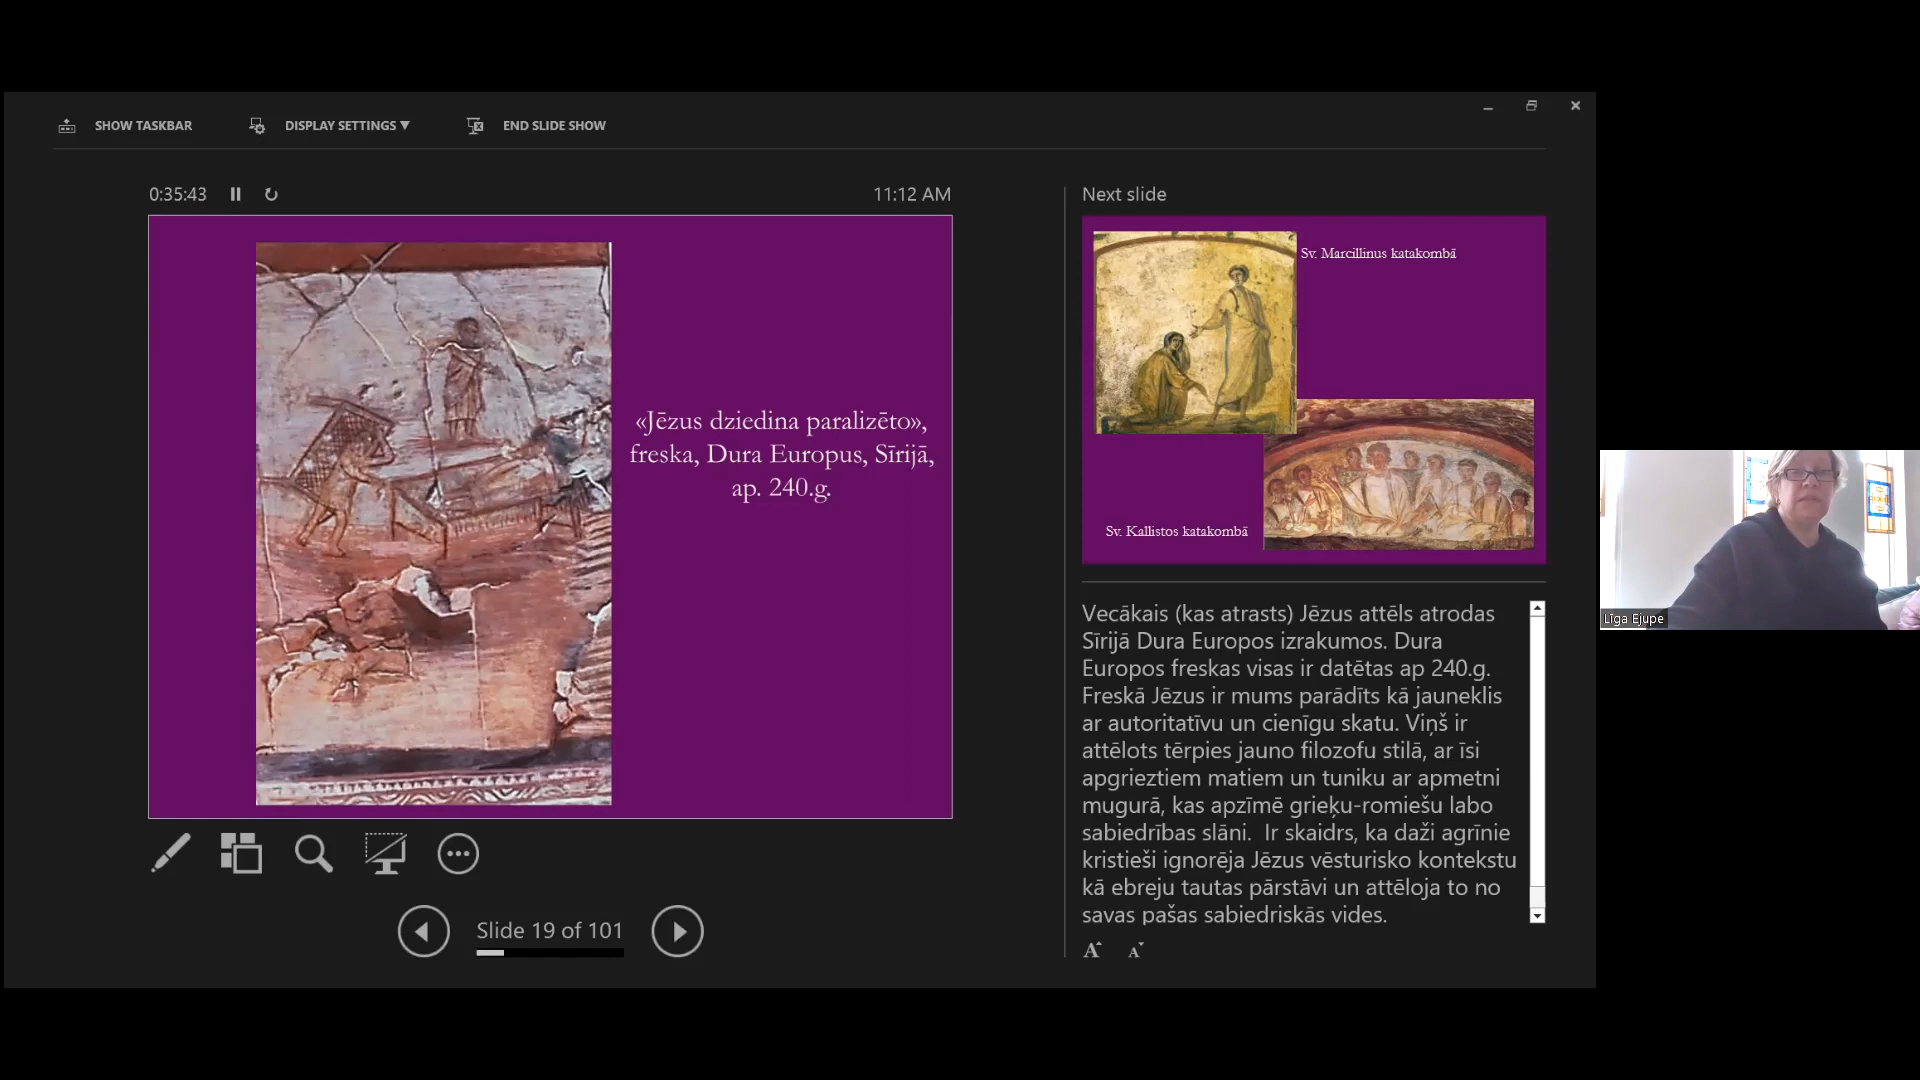 SHOW TASKBAR
DISPLAY SETTINGS ▼
END SLIDE SHOW
0:35:43
11:12 AM
«Jēzus dziedina paralizēto»,
freska, Dura Europus, Sīrijā,
ap. 240.g.
Slide 19 of 101
Next slide
Sv. Marcillinus katakombā
Sv. Kallistos katakombā
Vecākais (kas atrasts) Jēzus attēls atrodas
Sīrijā Dura Europos izrakumos. Dura
Europos freskas visas ir datētas ap 240.g.
Freskā Jēzus ir mums parādīts kā jauneklis
ar autoritatīvu un cienīgu skatu. Viņš ir
attēlots tērpies jauno filozofu stilā, ar īsi
apgrieztiem matiem un tuniku ar apmetni
mugurā, kas apzīmē grieķu-romiešu labo
sabiedrības slāni.  Ir skaidrs, ka daži agrīnie
kristieši ignorēja Jēzus vēsturisko kontekstu
kā ebreju tautas pārstāvi un attēloja to no
savas pašas sabiedriskās vides.
A A
Līga Ejupe